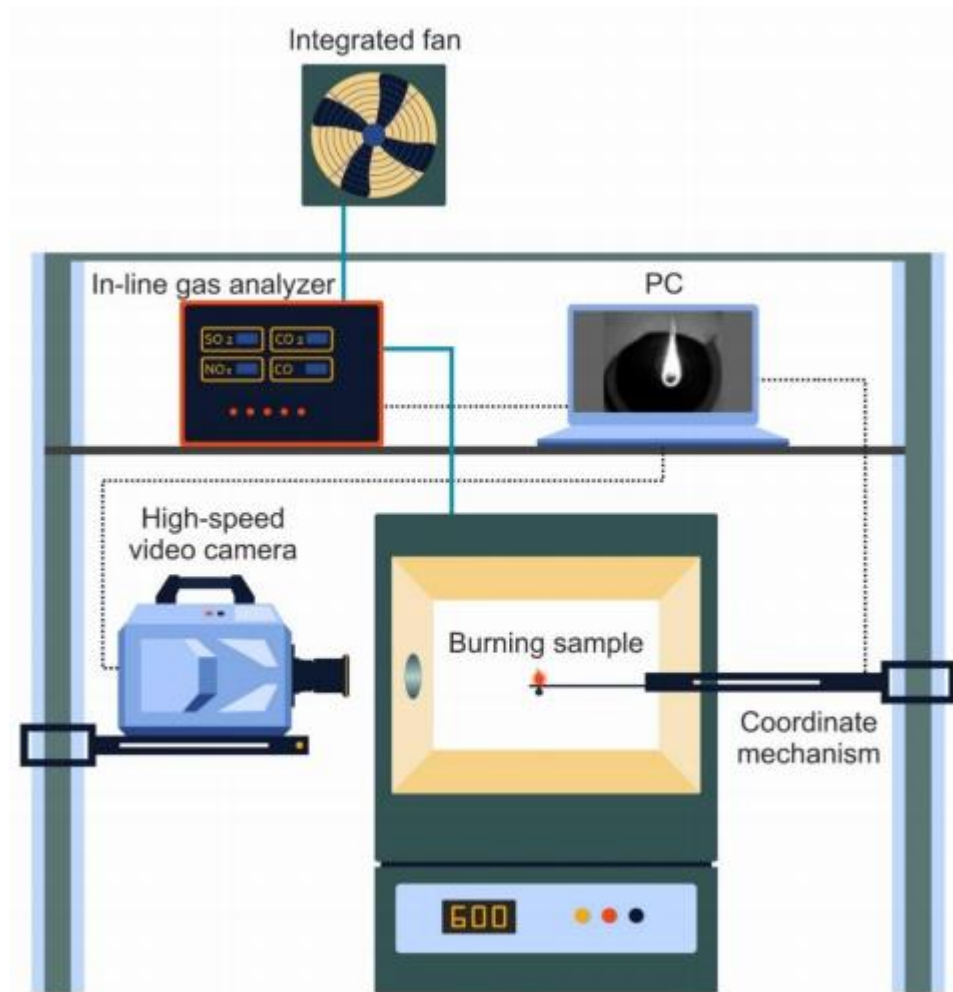 Integrated fan
In-line gas analyzer
PC
SO2 CO2
NOx CO
High-speed
video camera
Burning sample
Coordinate
mechanism
600